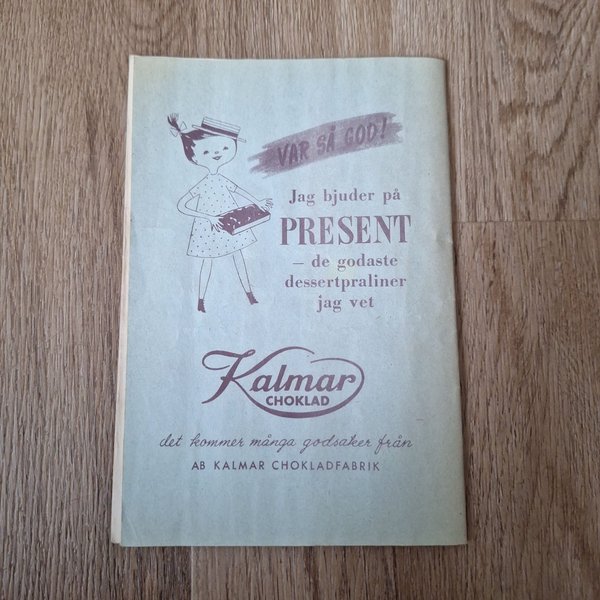 VAR SÅ GOD!
Jag bjuder på
PRESENT
– de godaste
dessertpraliner
jag vet
Kalmar
CHOKLAD
det kommer många godsaker från
AB KALMAR CHOKLADFABRIK